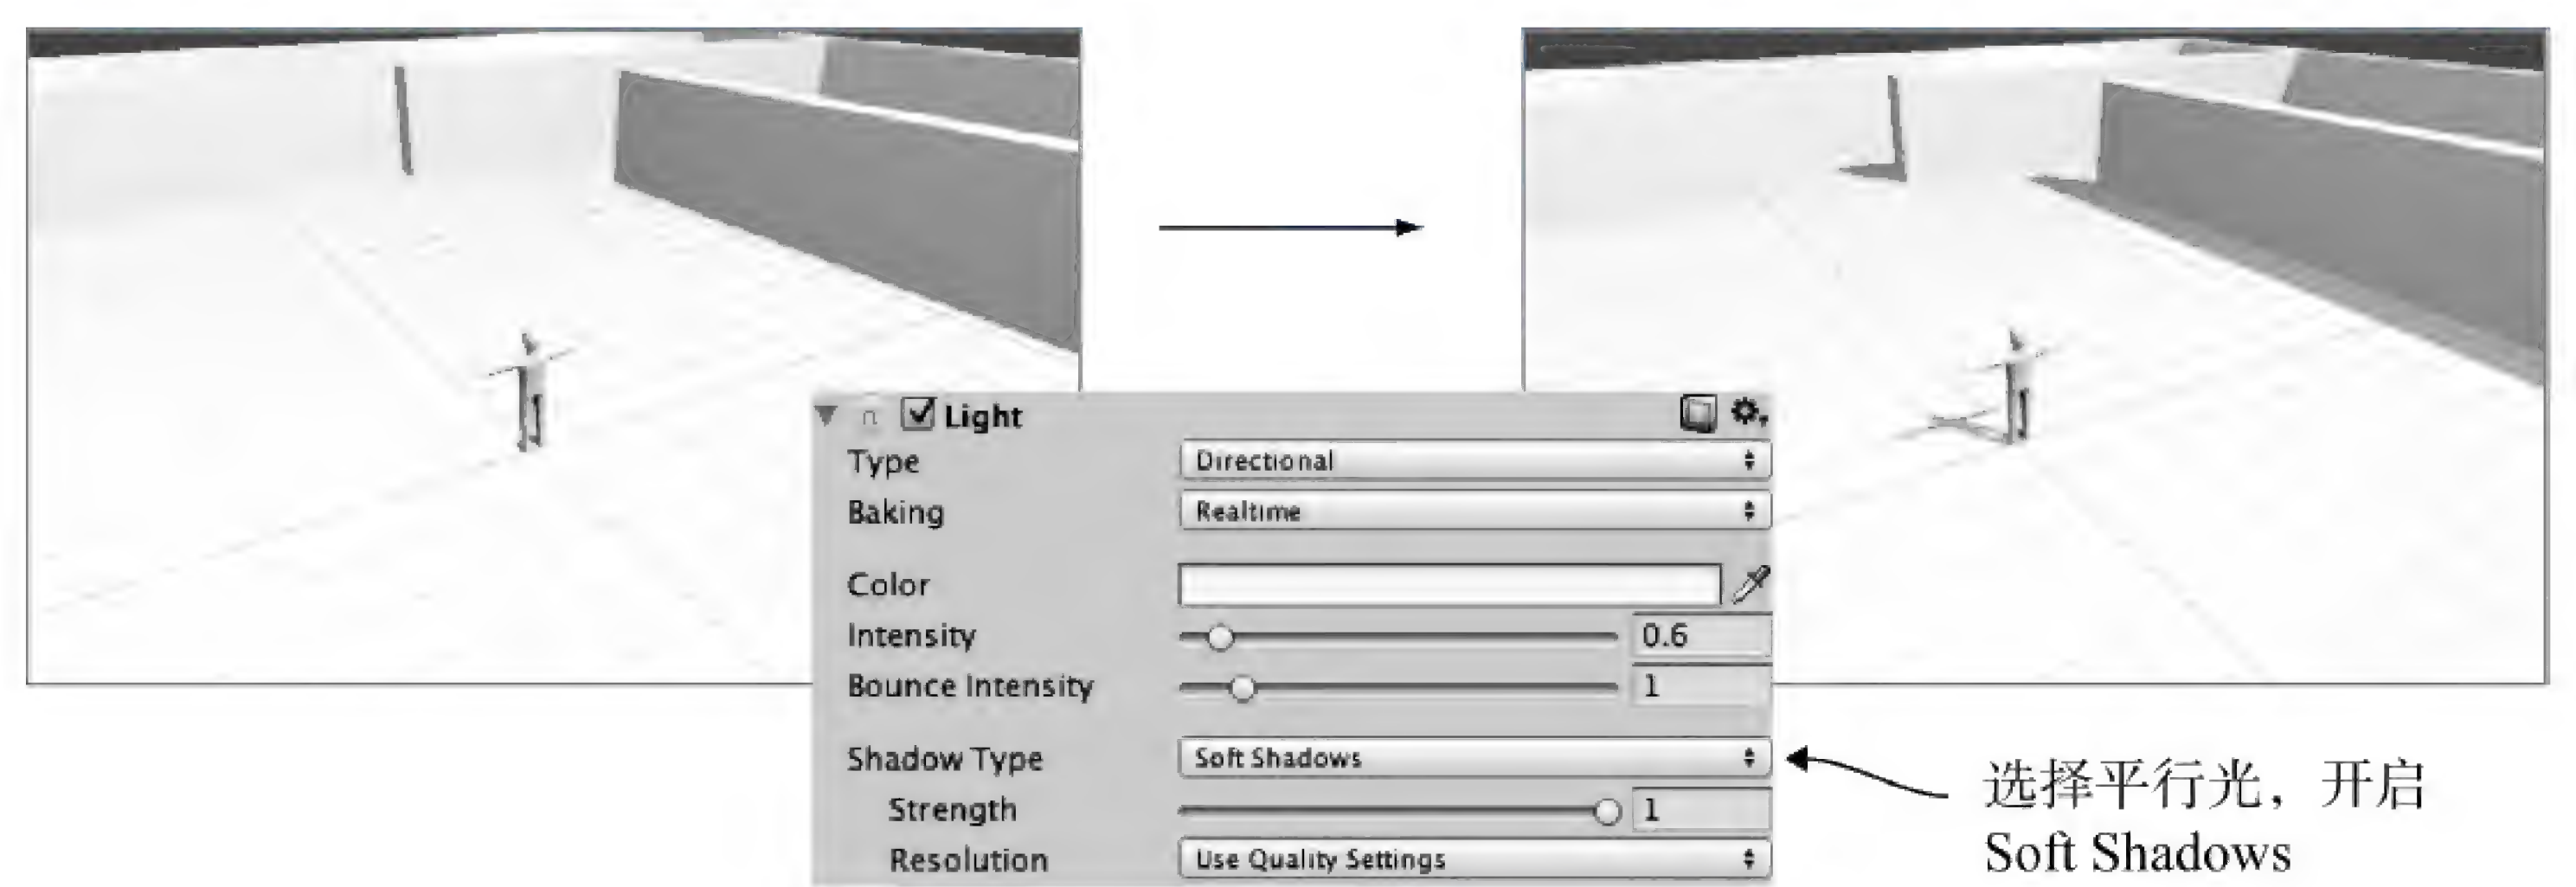 Light
Type Directional
Baking Realtime
Color
Intensity 0.6
Bounce Intensity 1
Shadow Type Soft Shadows
Strength 1
Resolution Use Quality Settings
选择平行光，开启
Soft Shadows